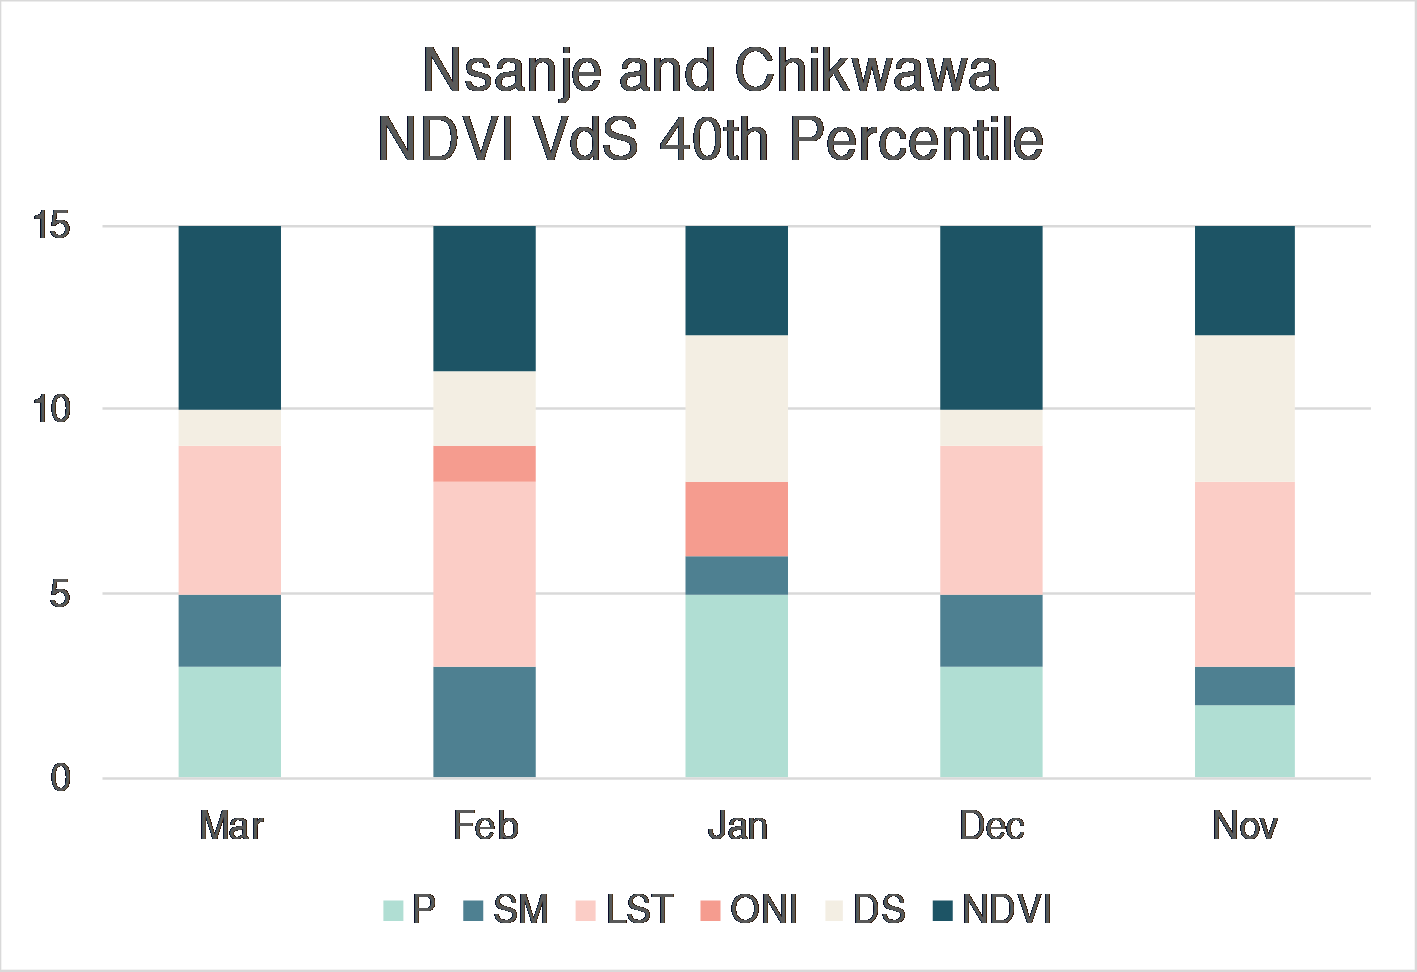 Nsanje and Chikwawa
NDVI VdS 40th Percentile
15
10
5
0
Mar Feb Jan Dec Nov
P SM LST ONI DS NDVI